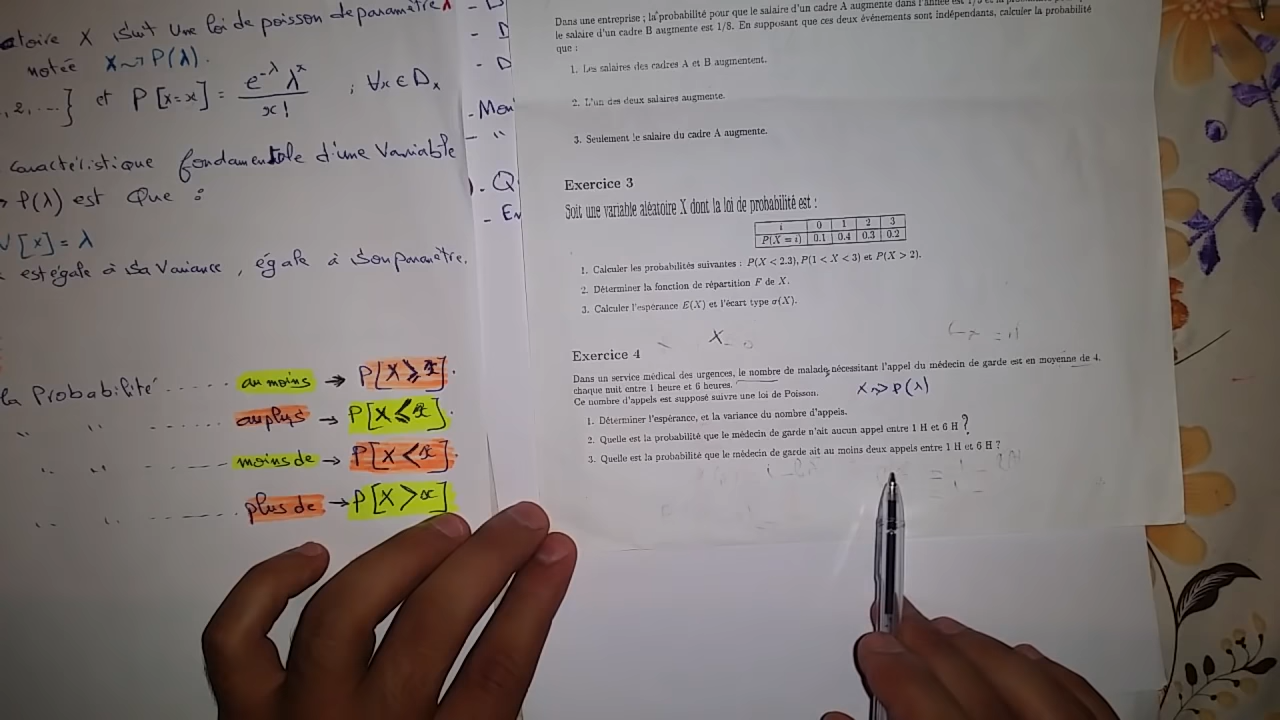 suit une loi de poisson de paramètre λ
notée X⤳P(λ).
2, ...} et P[X=x] = e^{-λ} λ^x / x! ; ∀x ∈ D_x
caractéristique fondamentale d'une Variable
P(λ) est Que :
V[x] = λ
est égale à sa Variance, égale à son paramètre.
la Probabilité ..... au moins → P[X ⩾ x].
" " ..... au plus → P[X ⩽ x].
" " ..... moins de → P[X < x].
" " ..... plus de → P[X > x]
Dans une entreprise ; la probabilité pour que le salaire d'un cadre A augmente dans l'année est 1/5 et la
le salaire d'un cadre B augmente est 1/8. En supposant que ces deux événements sont indépendants, calculer la probabilité
que :
1. Les salaires des cadres A et B augmentent.
2. L'un des deux salaires augmente.
3. Seulement le salaire du cadre A augmente.
Exercice 3
Soit une variable aléatoire X dont la loi de probabilité est :
i 0 1 2 3
P(X = i) 0.1 0.4 0.3 0.2
1. Calculer les probabilités suivantes : P(X < 2.3), P(1 < X < 3) et P(X > 2).
2. Déterminer la fonction de répartition F de X.
3. Calculer l'espérance E(X) et l'écart type σ(X).
Exercice 4
Dans un service médical des urgences, le nombre de malades nécessitant l'appel du médecin de garde est en moyenne de 4,
chaque nuit entre 1 heure et 6 heures.
Ce nombre d'appels est supposé suivre une loi de Poisson. X⤳P(λ)
1. Déterminer l'espérance, et la variance du nombre d'appels.
2. Quelle est la probabilité que le médecin de garde n'ait aucun appel entre 1 H et 6 H ?
3. Quelle est la probabilité que le médecin de garde ait au moins deux appels entre 1 H et 6 H ?